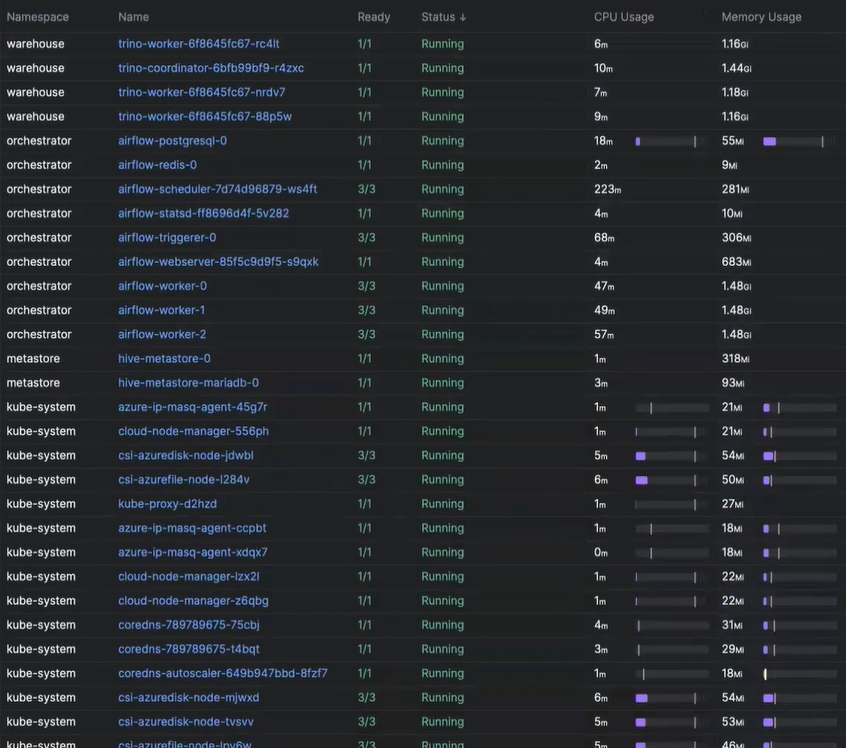 Namespace Name Ready Status ↓ CPU Usage Memory Usage
warehouse trino-worker-6f8645fc67-rc4lt 1/1 Running 6m 1.16Gi
warehouse trino-coordinator-6bfb99bf9-r4zxc 1/1 Running 10m 1.44Gi
warehouse trino-worker-6f8645fc67-nrdv7 1/1 Running 7m 1.18Gi
warehouse trino-worker-6f8645fc67-88p5w 1/1 Running 9m 1.16Gi
orchestrator airflow-postgresql-0 1/1 Running 18m 55Mi
orchestrator airflow-redis-0 1/1 Running 2m 9Mi
orchestrator airflow-scheduler-7d74d96879-ws4ft 3/3 Running 223m 281Mi
orchestrator airflow-statsd-ff8696d4f-5v282 1/1 Running 4m 10Mi
orchestrator airflow-triggerer-0 3/3 Running 68m 306Mi
orchestrator airflow-webserver-85f5c9d9f5-s9qxk 1/1 Running 4m 683Mi
orchestrator airflow-worker-0 3/3 Running 47m 1.48Gi
orchestrator airflow-worker-1 3/3 Running 49m 1.48Gi
orchestrator airflow-worker-2 3/3 Running 57m 1.48Gi
metastore hive-metastore-0 1/1 Running 1m 318Mi
metastore hive-metastore-mariadb-0 1/1 Running 3m 93Mi
kube-system azure-ip-masq-agent-45g7r 1/1 Running 1m 21Mi
kube-system cloud-node-manager-556ph 1/1 Running 1m 21Mi
kube-system csi-azuredisk-node-jdwbl 3/3 Running 5m 54Mi
kube-system csi-azurefile-node-l284v 3/3 Running 6m 50Mi
kube-system kube-proxy-d2hzd 1/1 Running 1m 27Mi
kube-system azure-ip-masq-agent-ccpbt 1/1 Running 1m 18Mi
kube-system azure-ip-masq-agent-xdqx7 1/1 Running 0m 18Mi
kube-system cloud-node-manager-lzx2l 1/1 Running 1m 22Mi
kube-system cloud-node-manager-z6qbg 1/1 Running 1m 22Mi
kube-system coredns-789789675-75cbj 1/1 Running 4m 31Mi
kube-system coredns-789789675-t4bqt 1/1 Running 3m 29Mi
kube-system coredns-autoscaler-649b947bbd-8fzf7 1/1 Running 1m 18Mi
kube-system csi-azuredisk-node-mjwxd 3/3 Running 6m 54Mi
kube-system csi-azuredisk-node-tvsvv 3/3 Running 5m 53Mi
kube-system 3/3 Running 5m 46Mi